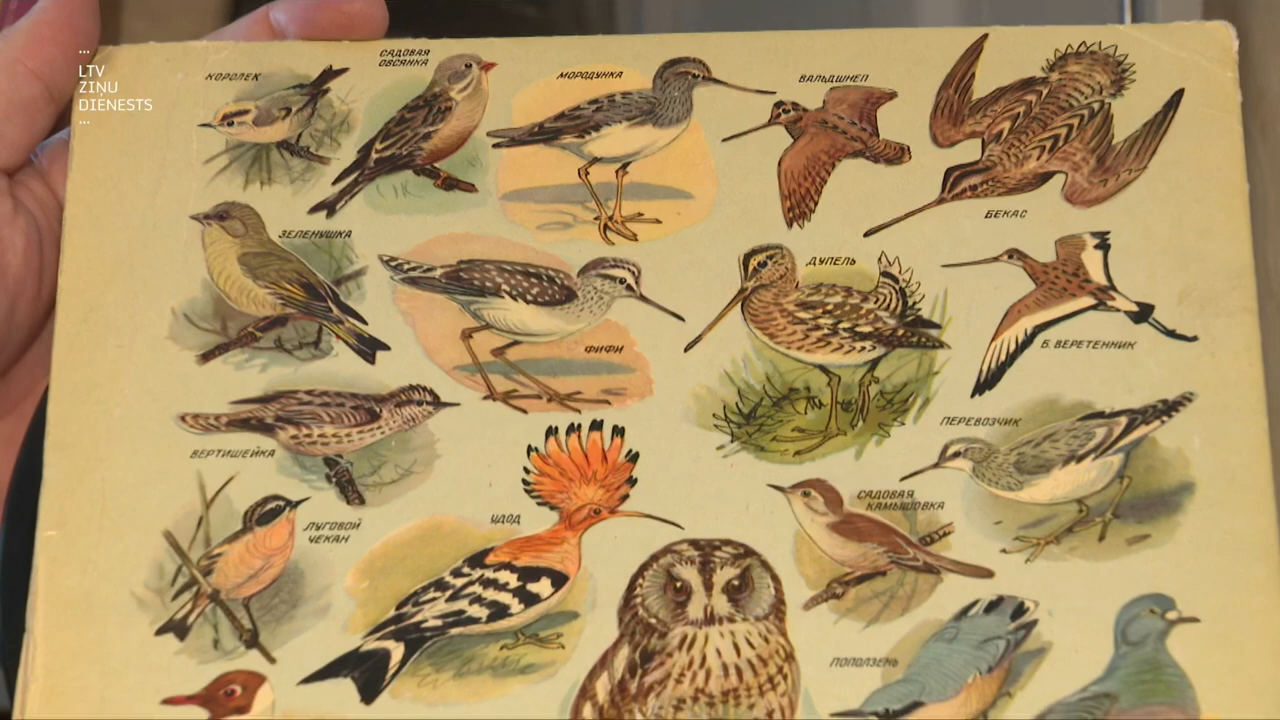 ...
LTV
ZIŅU
DIENESTS
...
КОРОЛЕК
САДОВАЯ
ОВСЯНКА
МОРОДУНКА
ВАЛЬДШНЕП
БЕКАС
ЗЕЛЕНУШКА
ФИФИ
ДУПЕЛЬ
Б. ВЕРЕТЕННИК
ВЕРТИШЕЙКА
ПЕРЕВОЗЧИК
ЛУГОВОЙ
ЧЕКАН
УДОД
САДОВАЯ
КАМЫШОВКА
ПОПОЛЗЕНЬ